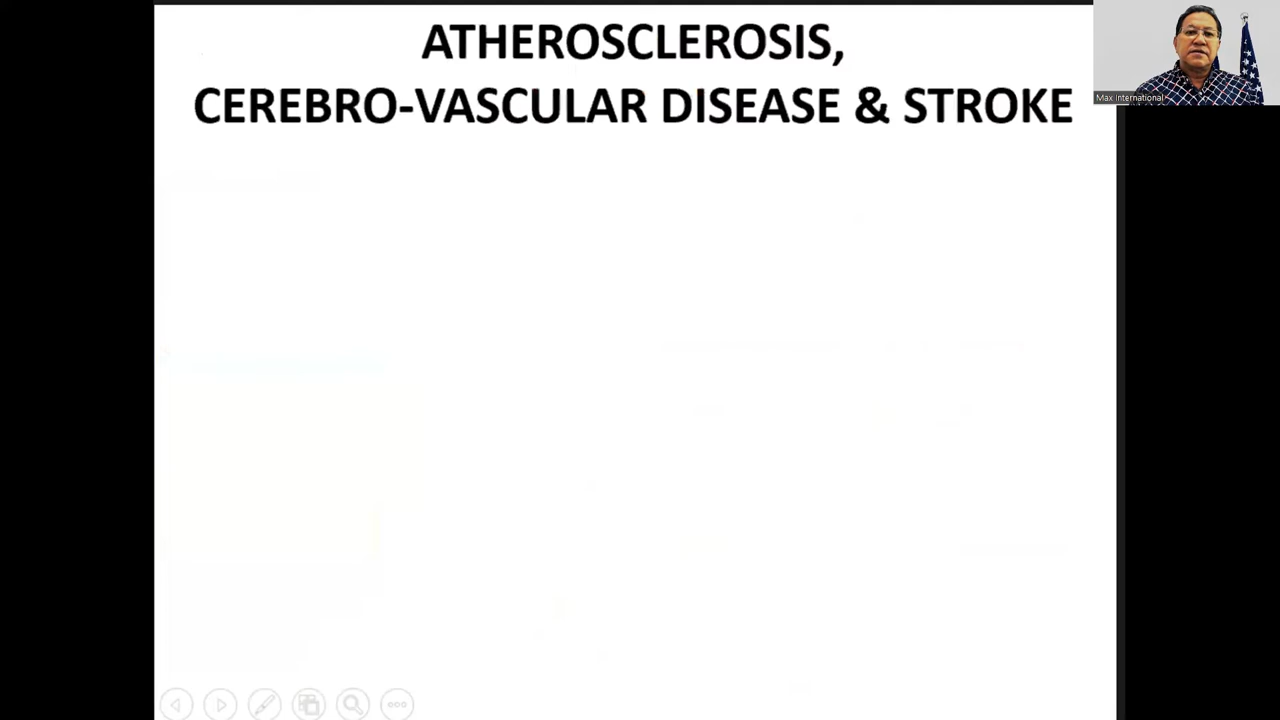 ATHEROSCLEROSIS,
CEREBRO-VASCULAR DISEASE & STROKE
Max International